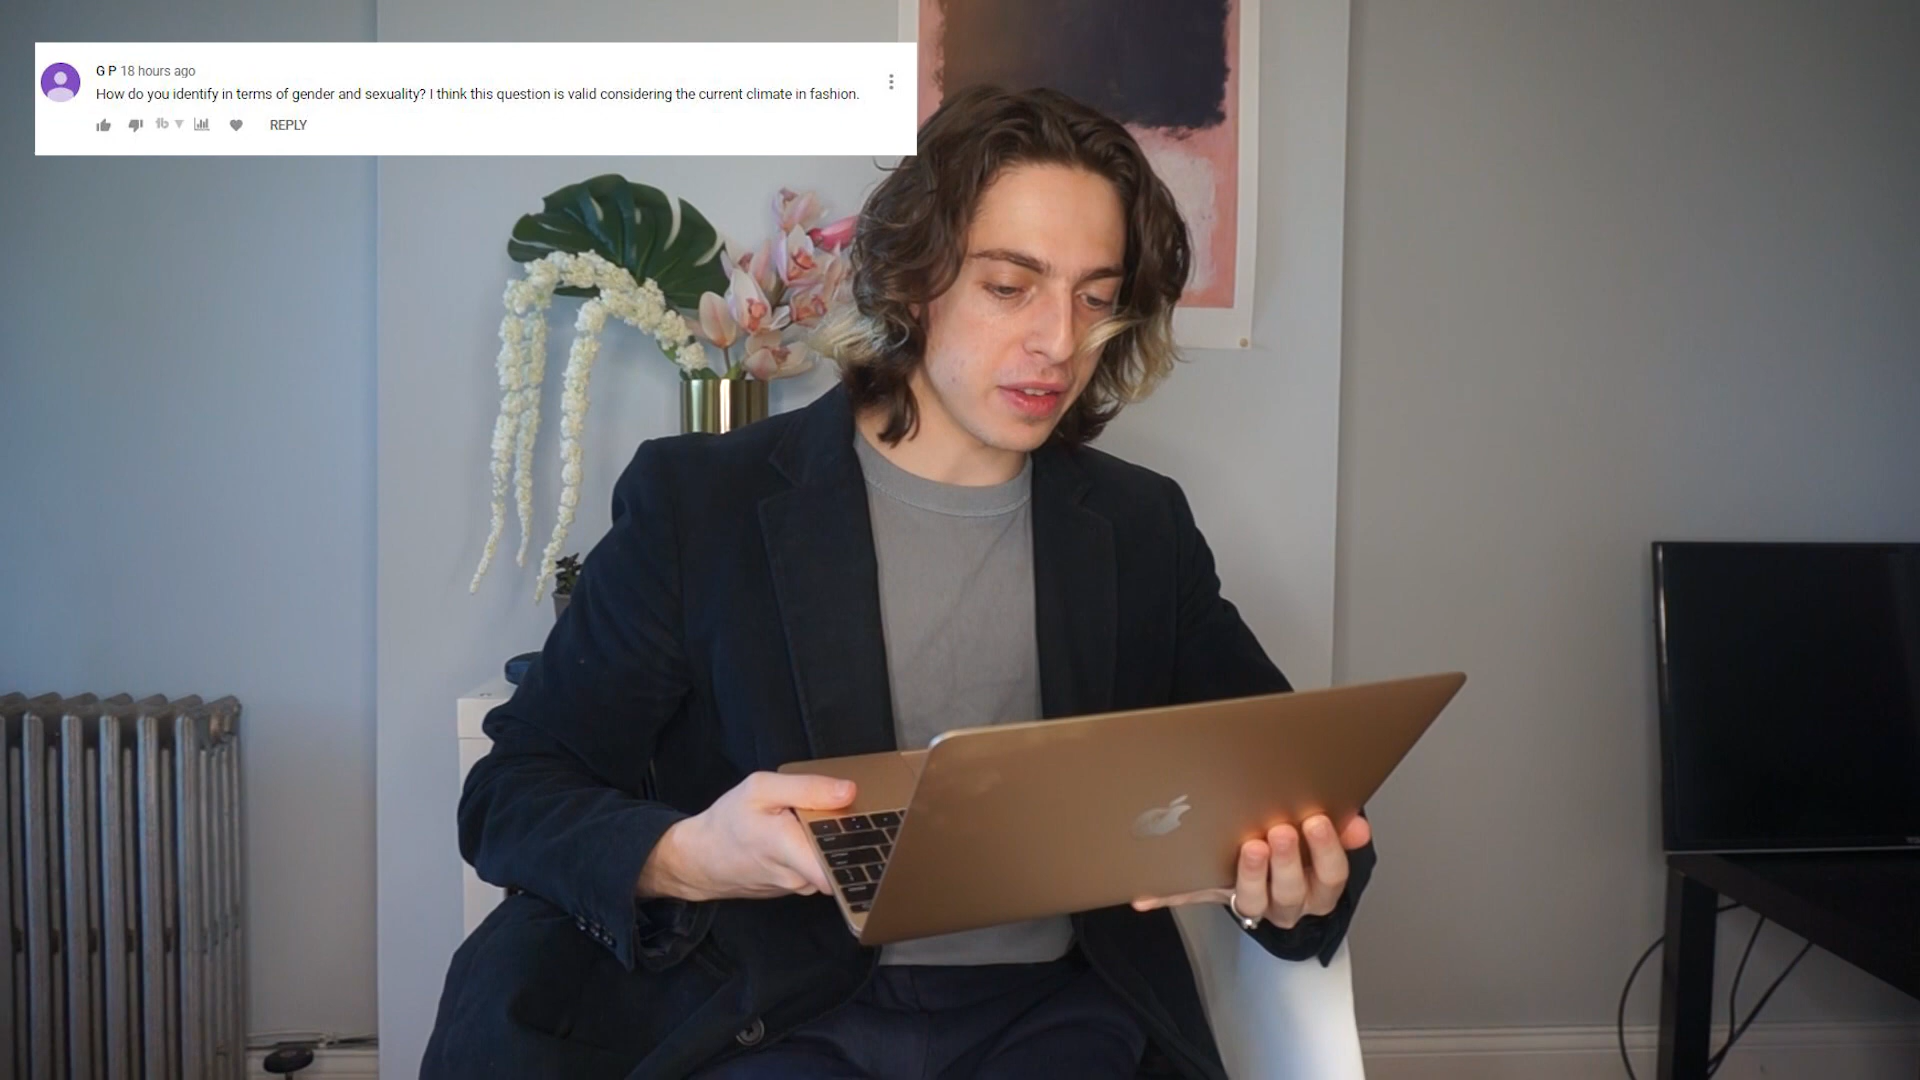 G P 18 hours ago
How do you identify in terms of gender and sexuality? I think this question is valid considering the current climate in fashion.
REPLY